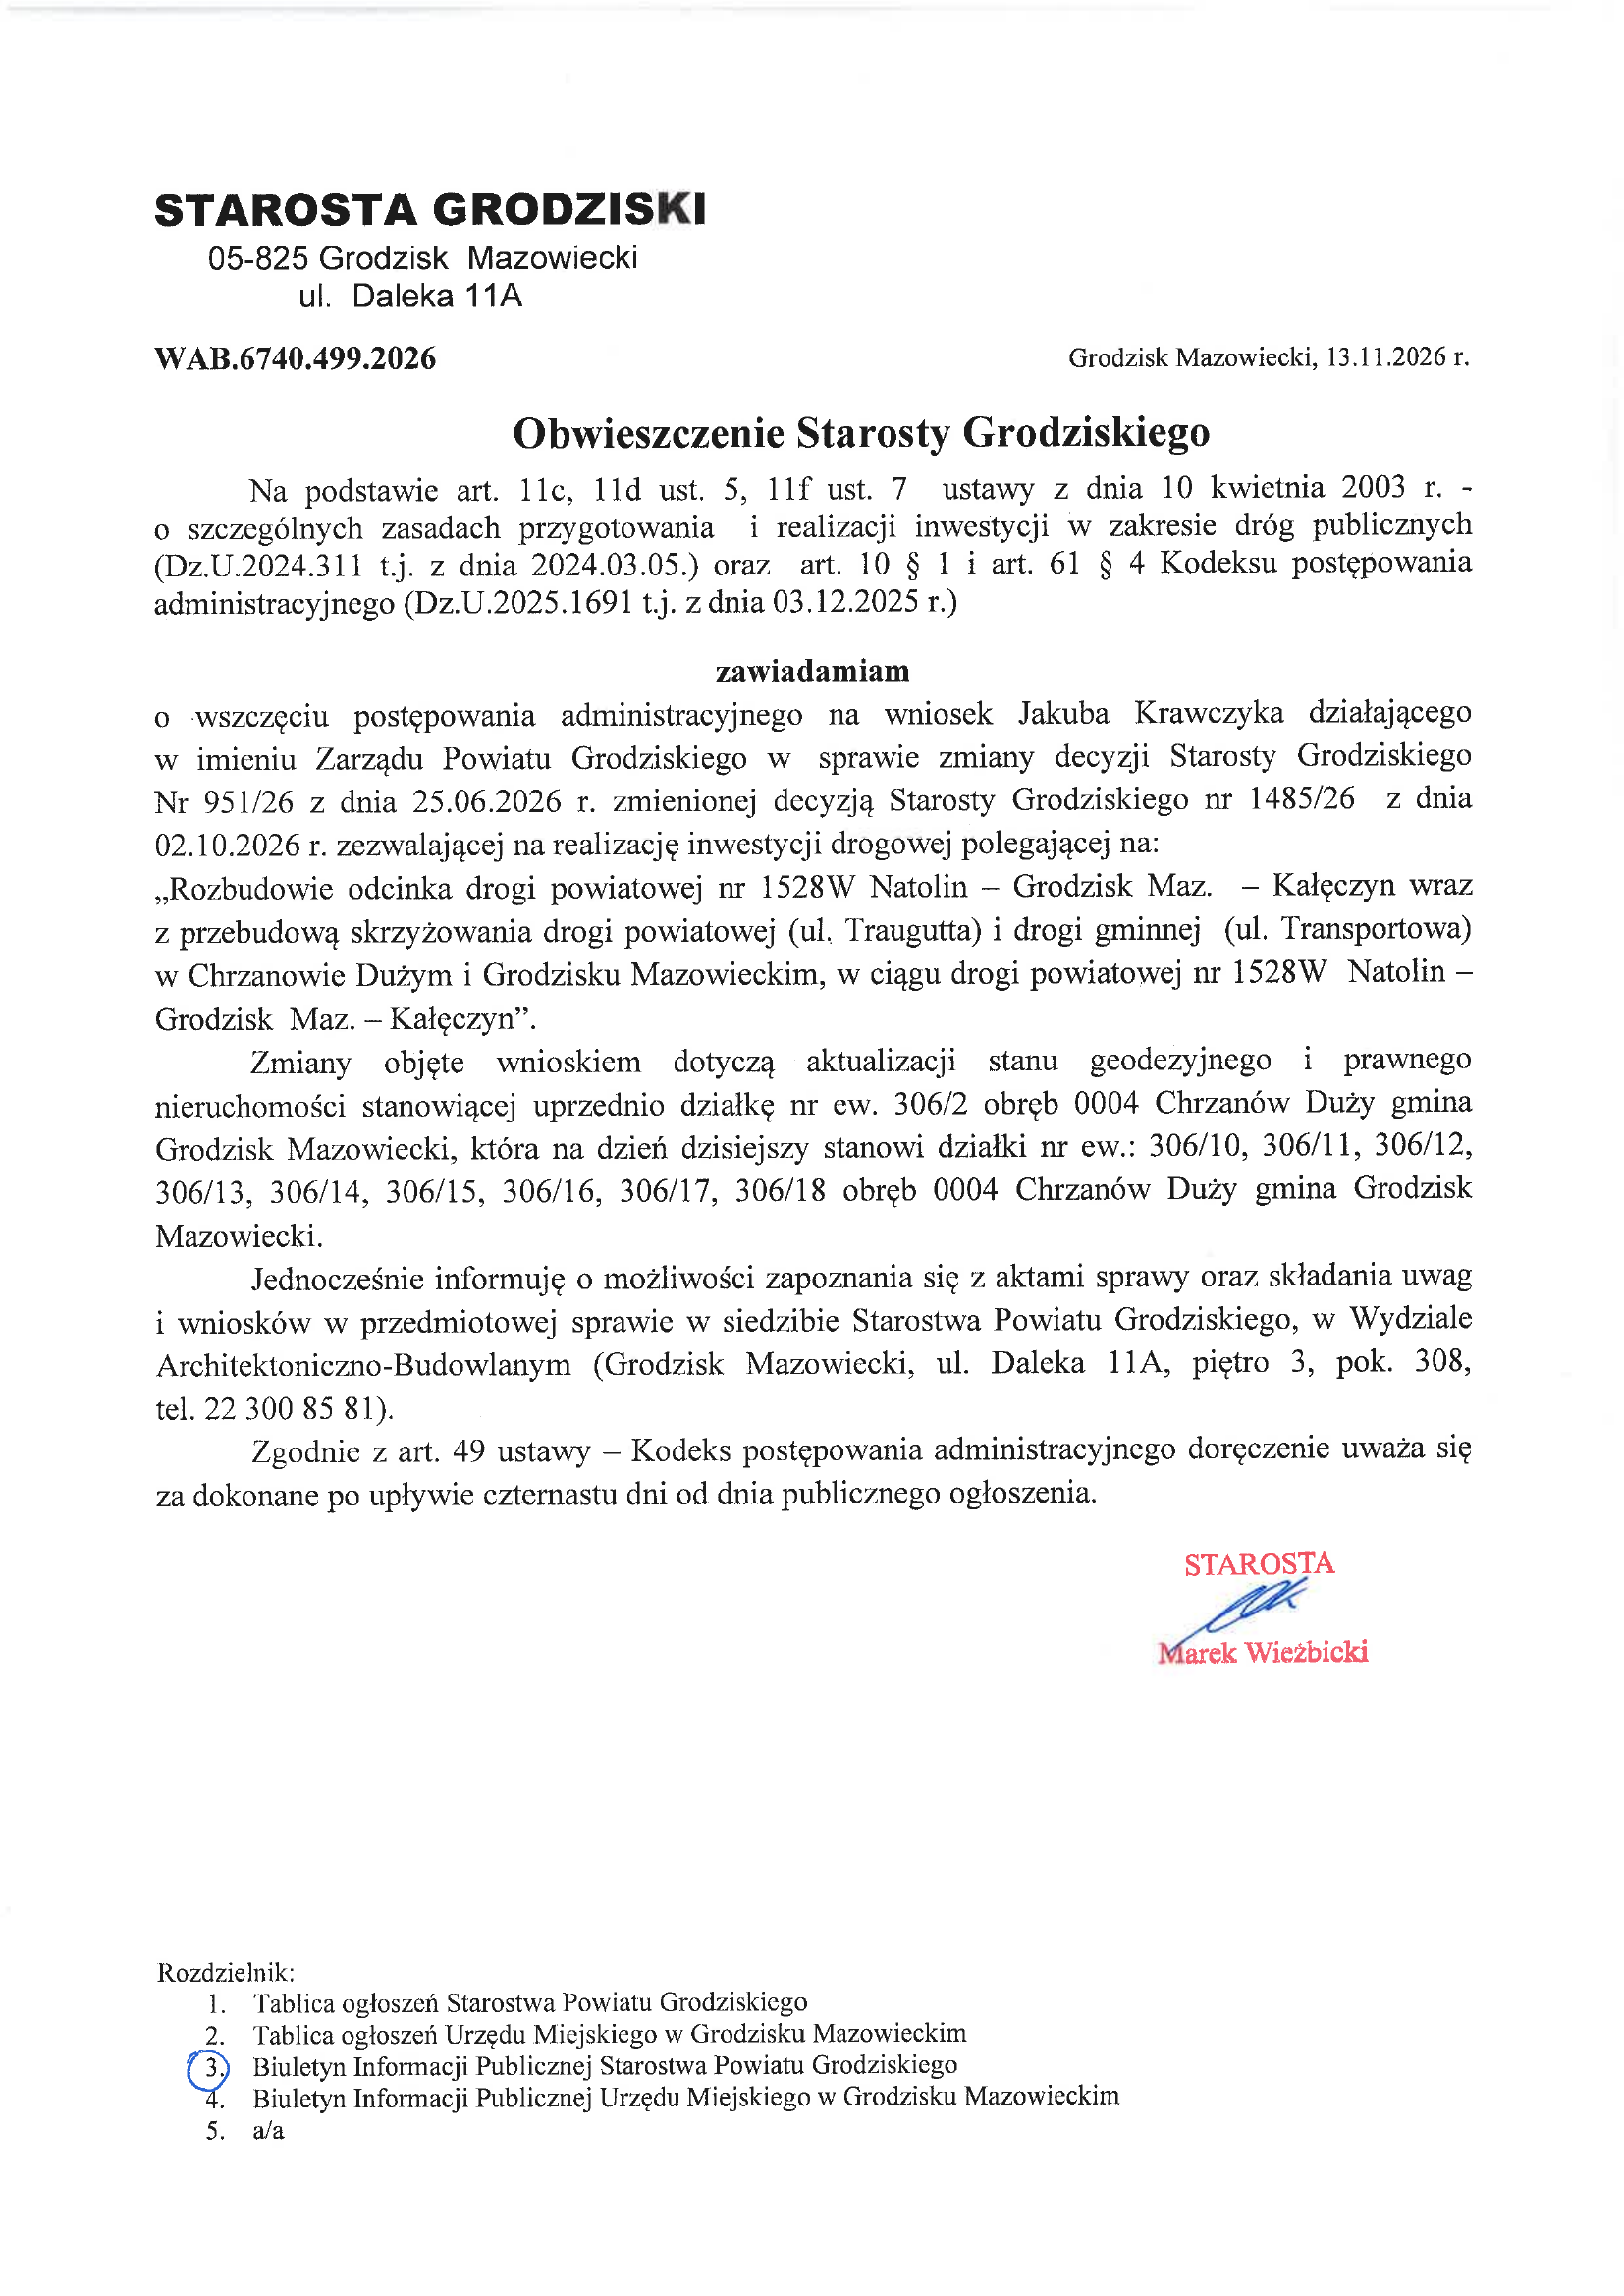 STAROSTA GRODZISKI
05-825 Grodzisk Mazowiecki
ul. Daleka 11A
WAB.6740.499.2026
Grodzisk Mazowiecki, 13.11.2026 r.
Obwieszczenie Starosty Grodziskiego
Na podstawie art. 11c, 11d ust. 5, 11f ust. 7 ustawy z dnia 10 kwietnia 2003 r. -
o szczególnych zasadach przygotowania i realizacji inwestycji w zakresie dróg publicznych
(Dz.U.2024.311 t.j. z dnia 2024.03.05.) oraz art. 10 § 1 i art. 61 § 4 Kodeksu postępowania
administracyjnego (Dz.U.2025.1691 t.j. z dnia 03.12.2025 r.)
zawiadamiam
o wszczęciu postępowania administracyjnego na wniosek Jakuba Krawczyka działającego
w imieniu Zarządu Powiatu Grodziskiego w sprawie zmiany decyzji Starosty Grodziskiego
Nr 951/26 z dnia 25.06.2026 r. zmienionej decyzją Starosty Grodziskiego nr 1485/26 z dnia
02.10.2026 r. zezwalającej na realizację inwestycji drogowej polegającej na:
„Rozbudowie odcinka drogi powiatowej nr 1528W Natolin – Grodzisk Maz. – Kałęczyn wraz
z przebudową skrzyżowania drogi powiatowej (ul. Traugutta) i drogi gminnej (ul. Transportowa)
w Chrzanowie Dużym i Grodzisku Mazowieckim, w ciągu drogi powiatowej nr 1528W Natolin –
Grodzisk Maz. – Kałęczyn”.
Zmiany objęte wnioskiem dotyczą aktualizacji stanu geodezyjnego i prawnego
nieruchomości stanowiącej uprzednio działkę nr ew. 306/2 obręb 0004 Chrzanów Duży gmina
Grodzisk Mazowiecki, która na dzień dzisiejszy stanowi działki nr ew.: 306/10, 306/11, 306/12,
306/13, 306/14, 306/15, 306/16, 306/17, 306/18 obręb 0004 Chrzanów Duży gmina Grodzisk
Mazowiecki.
Jednocześnie informuję o możliwości zapoznania się z aktami sprawy oraz składania uwag
i wniosków w przedmiotowej sprawie w siedzibie Starostwa Powiatu Grodziskiego, w Wydziale
Architektoniczno-Budowlanym (Grodzisk Mazowiecki, ul. Daleka 11A, piętro 3, pok. 308,
tel. 22 300 85 81).
Zgodnie z art. 49 ustawy – Kodeks postępowania administracyjnego doręczenie uważa się
za dokonane po upływie czternastu dni od dnia publicznego ogłoszenia.
STAROSTA
Marek Wieżbicki
Rozdzielnik:
1. Tablica ogłoszeń Starostwa Powiatu Grodziskiego
2. Tablica ogłoszeń Urzędu Miejskiego w Grodzisku Mazowieckim
3. Biuletyn Informacji Publicznej Starostwa Powiatu Grodziskiego
4. Biuletyn Informacji Publicznej Urzędu Miejskiego w Grodzisku Mazowieckim
5. a/a